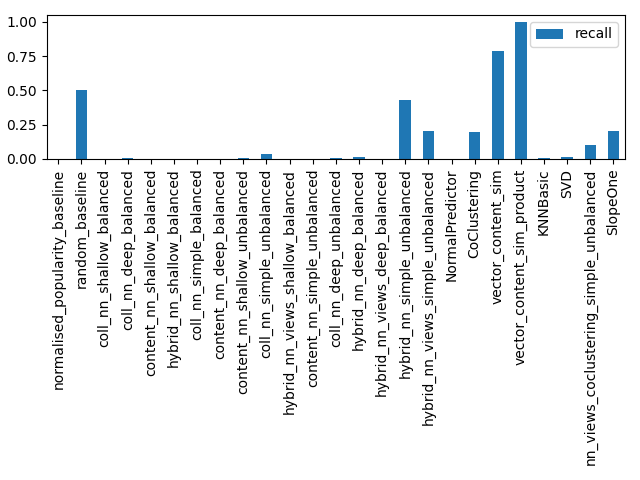 1.00
0.75
0.50
0.25
0.00
recall
normalised_popularity_baseline
random_baseline
coll_nn_shallow_balanced
coll_nn_deep_balanced
content_nn_shallow_balanced
hybrid_nn_shallow_balanced
coll_nn_simple_balanced
content_nn_deep_balanced
content_nn_shallow_unbalanced
coll_nn_simple_unbalanced
hybrid_nn_views_shallow_balanced
content_nn_simple_unbalanced
coll_nn_deep_unbalanced
hybrid_nn_deep_balanced
hybrid_nn_views_deep_balanced
hybrid_nn_simple_unbalanced
hybrid_nn_views_simple_unbalanced
NormalPredictor
CoClustering
vector_content_sim
vector_content_sim_product
KNNBasic
SVD
nn_views_coclustering_simple_unbalanced
SlopeOne